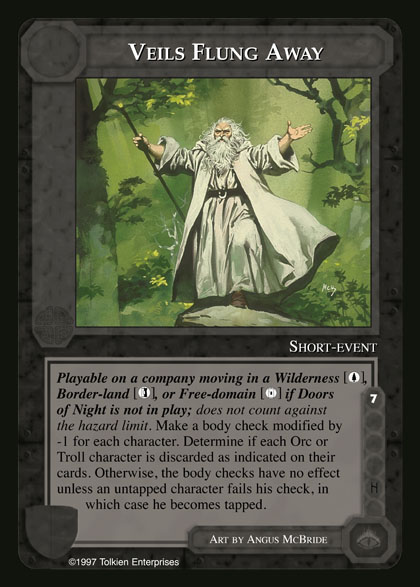 VEILS FLUNG AWAY
McBy
SHORT-EVENT
Playable on a company moving in a Wilderness [ ],
Border-land [ ], or Free-domain [ ] if Doors
of Night is not in play; does not count against
the hazard limit. Make a body check modified by
-1 for each character. Determine if each Orc or
Troll character is discarded as indicated on their
cards. Otherwise, the body checks have no effect
unless an untapped character fails his check, in
which case he becomes tapped.
7
H
ART BY ANGUS MCBRIDE
©1997 Tolkien Enterprises